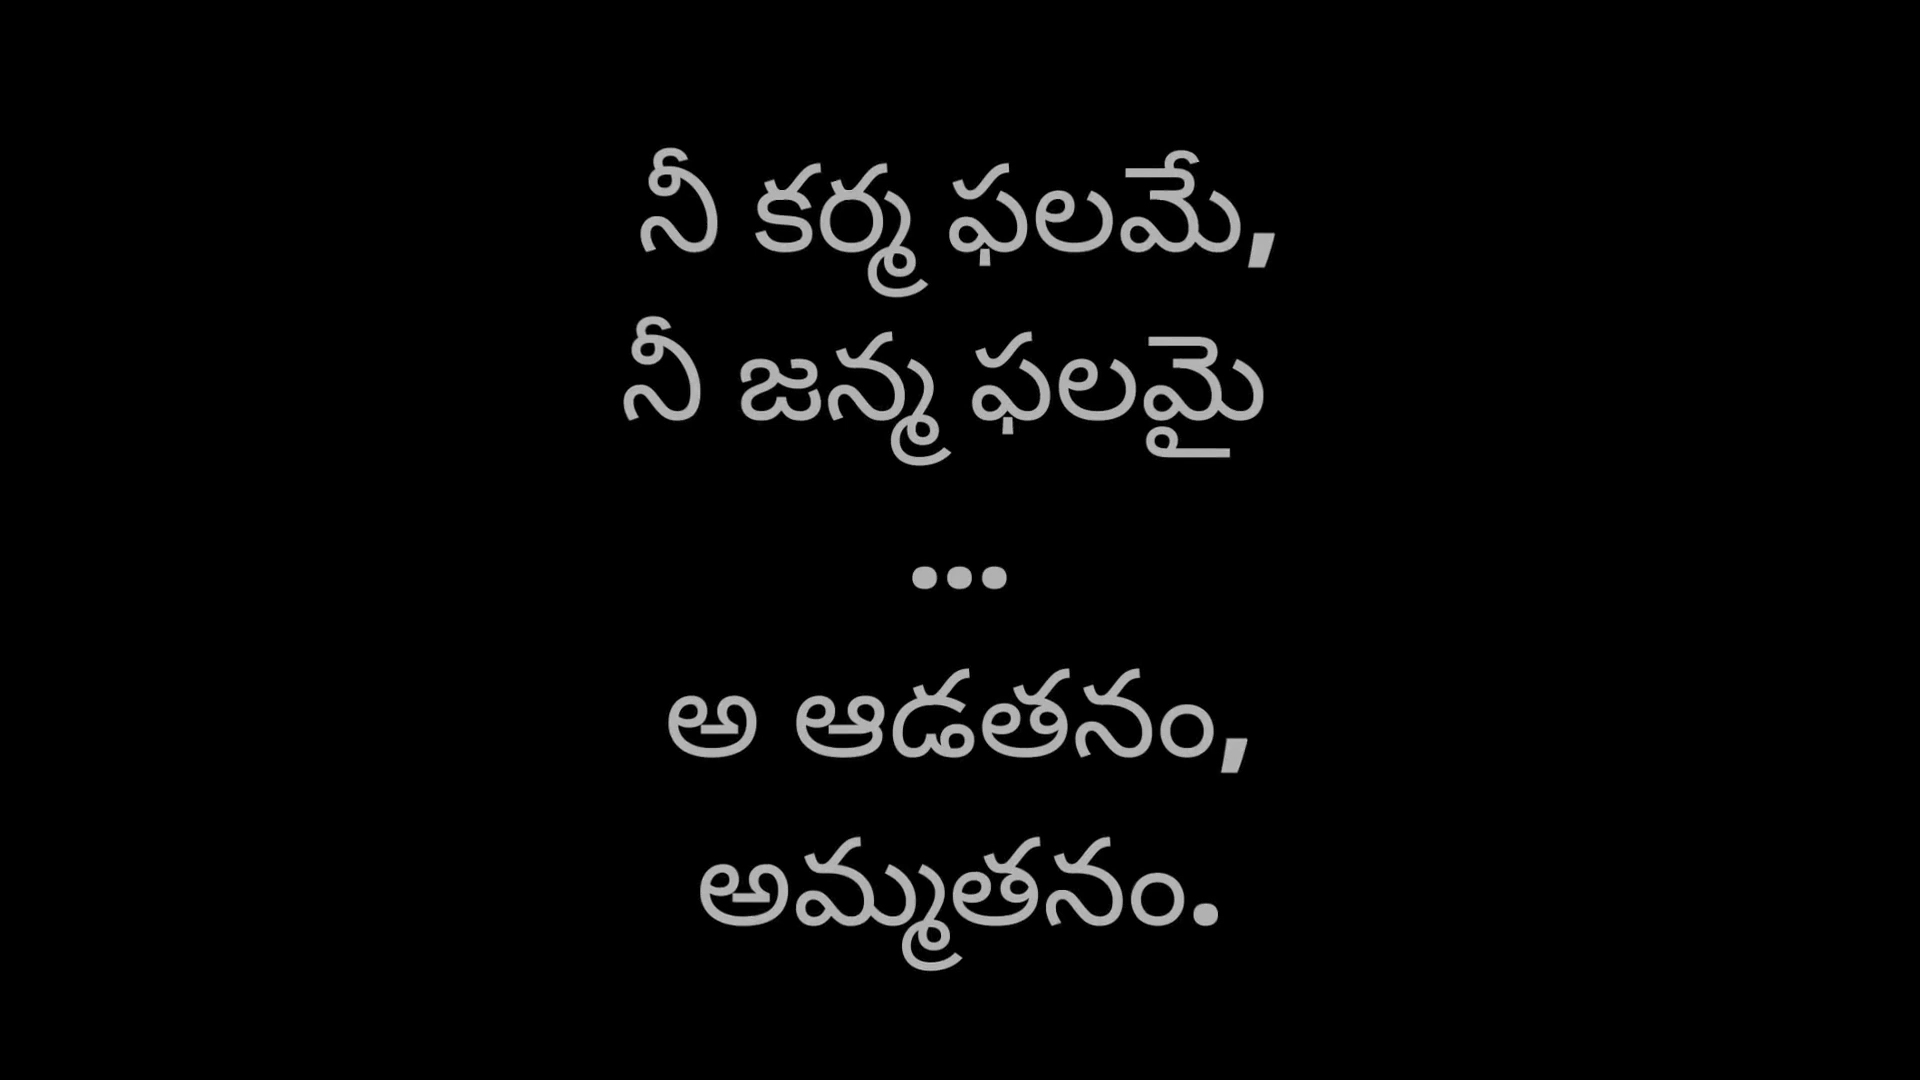 నీ కర్మ ఫలమే,
నీ జన్మ ఫలమై
...
అ ఆడతనం,
అమ్మతనం.